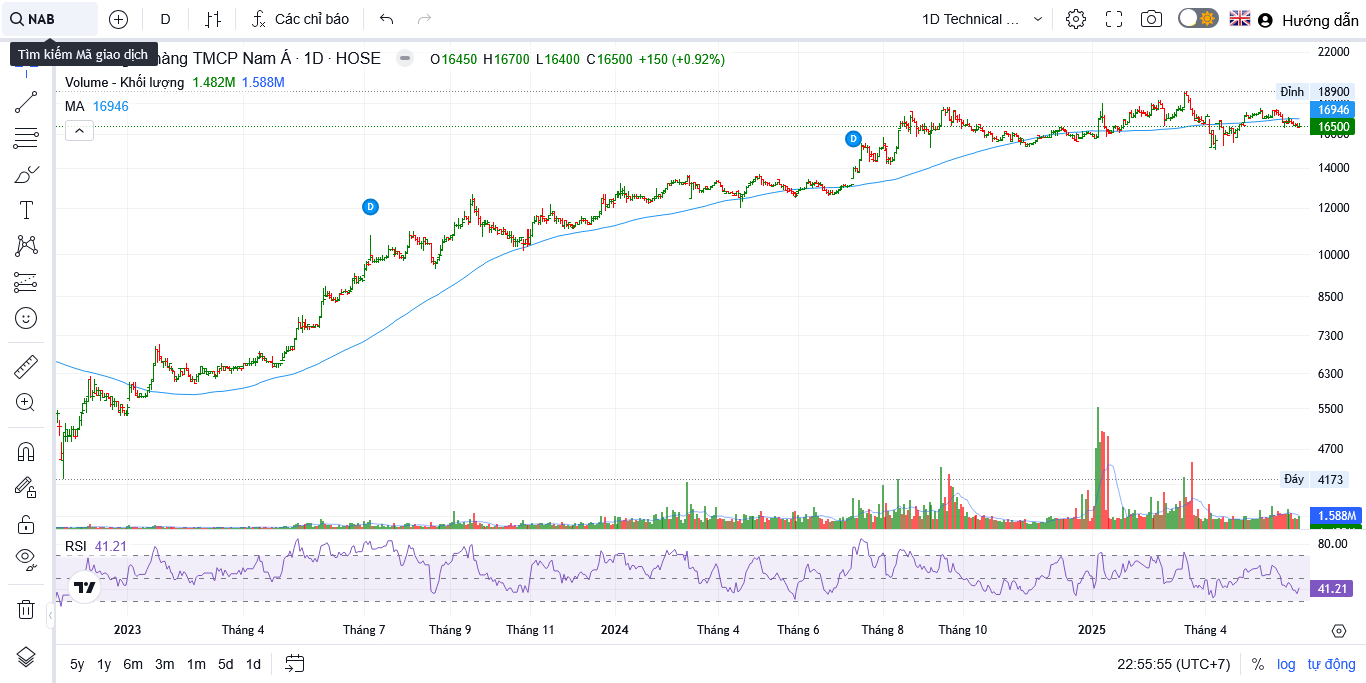 NAB D Các chỉ báo 1D Technical ... Hướng dẫn
Tìm kiếm Mã giao dịch
hàng TMCP Nam Á · 1D · HOSE O16450 H16700 L16400 C16500 +150 (+0.92%)
Volume - Khối lượng 1.482M 1.588M
MA 16946
22000
Đỉnh 18900
16946
16500
D
14000
D
12000
10000
8500
7300
6300
5500
4700
Đáy 4173
1.588M
RSI 41.21
80.00
41.21
2023 Tháng 4 Tháng 7 Tháng 9 Tháng 11 2024 Tháng 4 Tháng 6 Tháng 8 Tháng 10 2025 Tháng 4
5y 1y 6m 3m 1m 5d 1d 22:55:55 (UTC+7) % log tự động